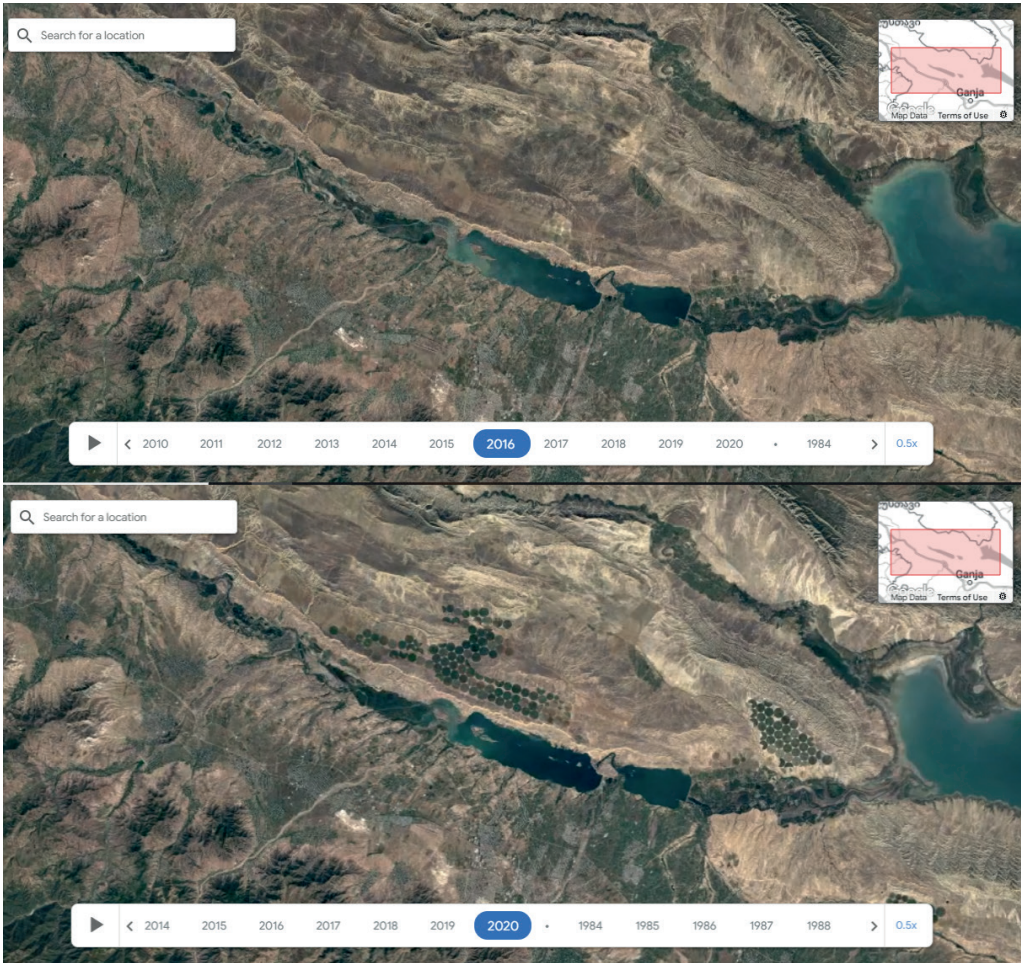 Search for a location
Ganja
Google
Map Data Terms of Use
2010 2011 2012 2013 2014 2015 2016 2017 2018 2019 2020 • 1984 0.5x
Search for a location
Ganja
Google
Map Data Terms of Use
2014 2015 2016 2017 2018 2019 2020 • 1984 1985 1986 1987 1988 0.5x